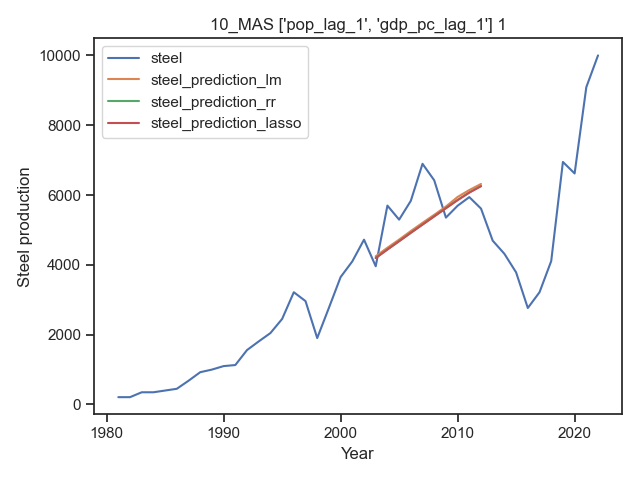 10_MAS ['pop_lag_1', 'gdp_pc_lag_1'] 1
steel
steel_prediction_lm
steel_prediction_rr
steel_prediction_lasso
Steel production
10000
8000
6000
4000
2000
0
1980
1990
2000
2010
2020
Year